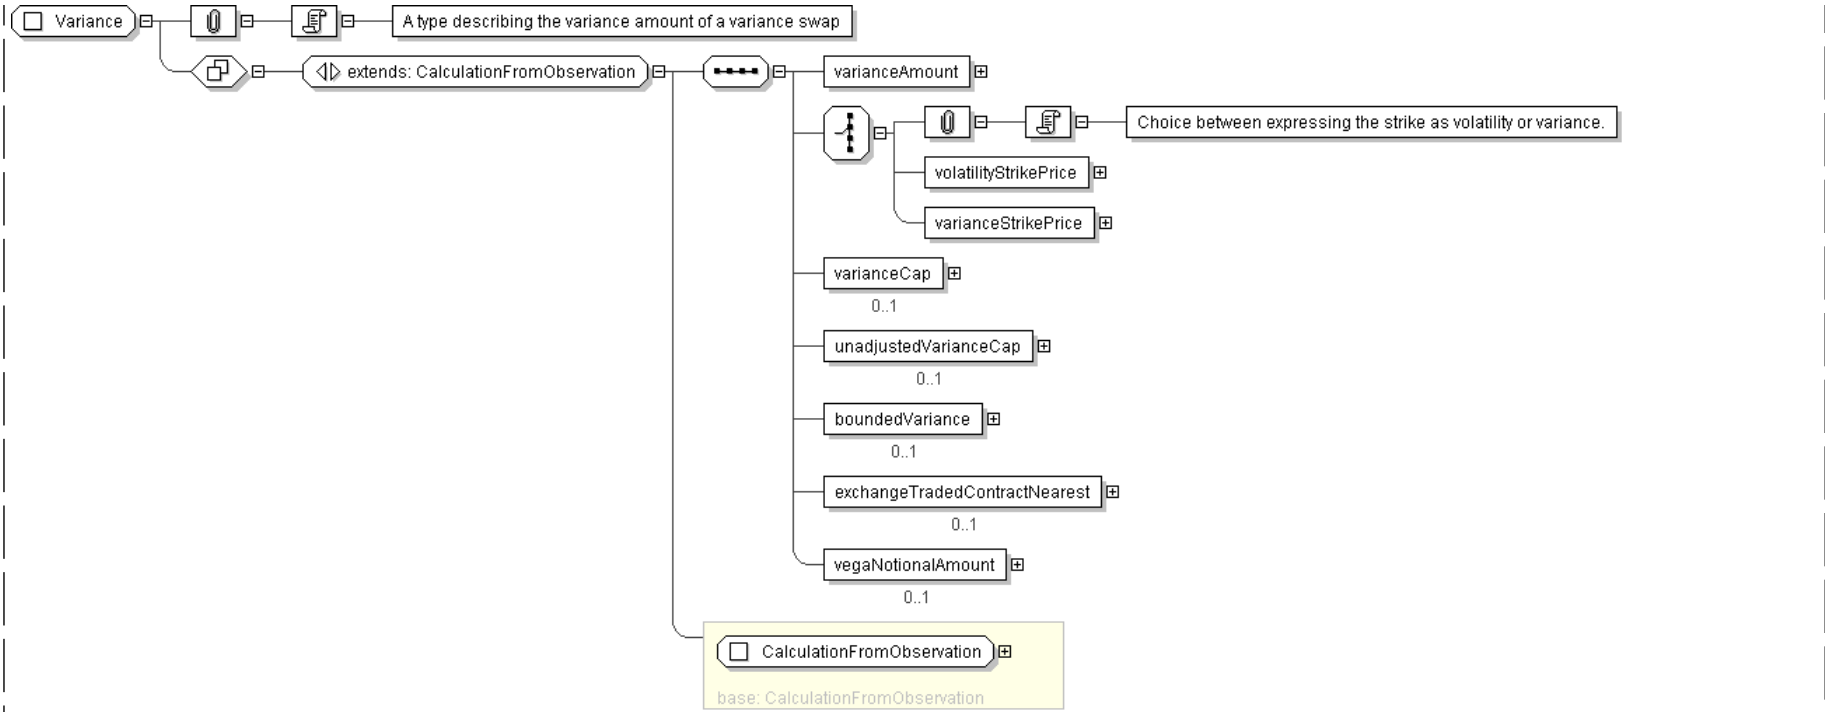 Variance
A type describing the variance amount of a variance swap
extends: CalculationFromObservation
varianceAmount
Choice between expressing the strike as volatility or variance.
volatilityStrikePrice
varianceStrikePrice
varianceCap
0..1
unadjustedVarianceCap
0..1
boundedVariance
0..1
exchangeTradedContractNearest
0..1
vegaNotionalAmount
0..1
CalculationFromObservation
base: CalculationFromObservation